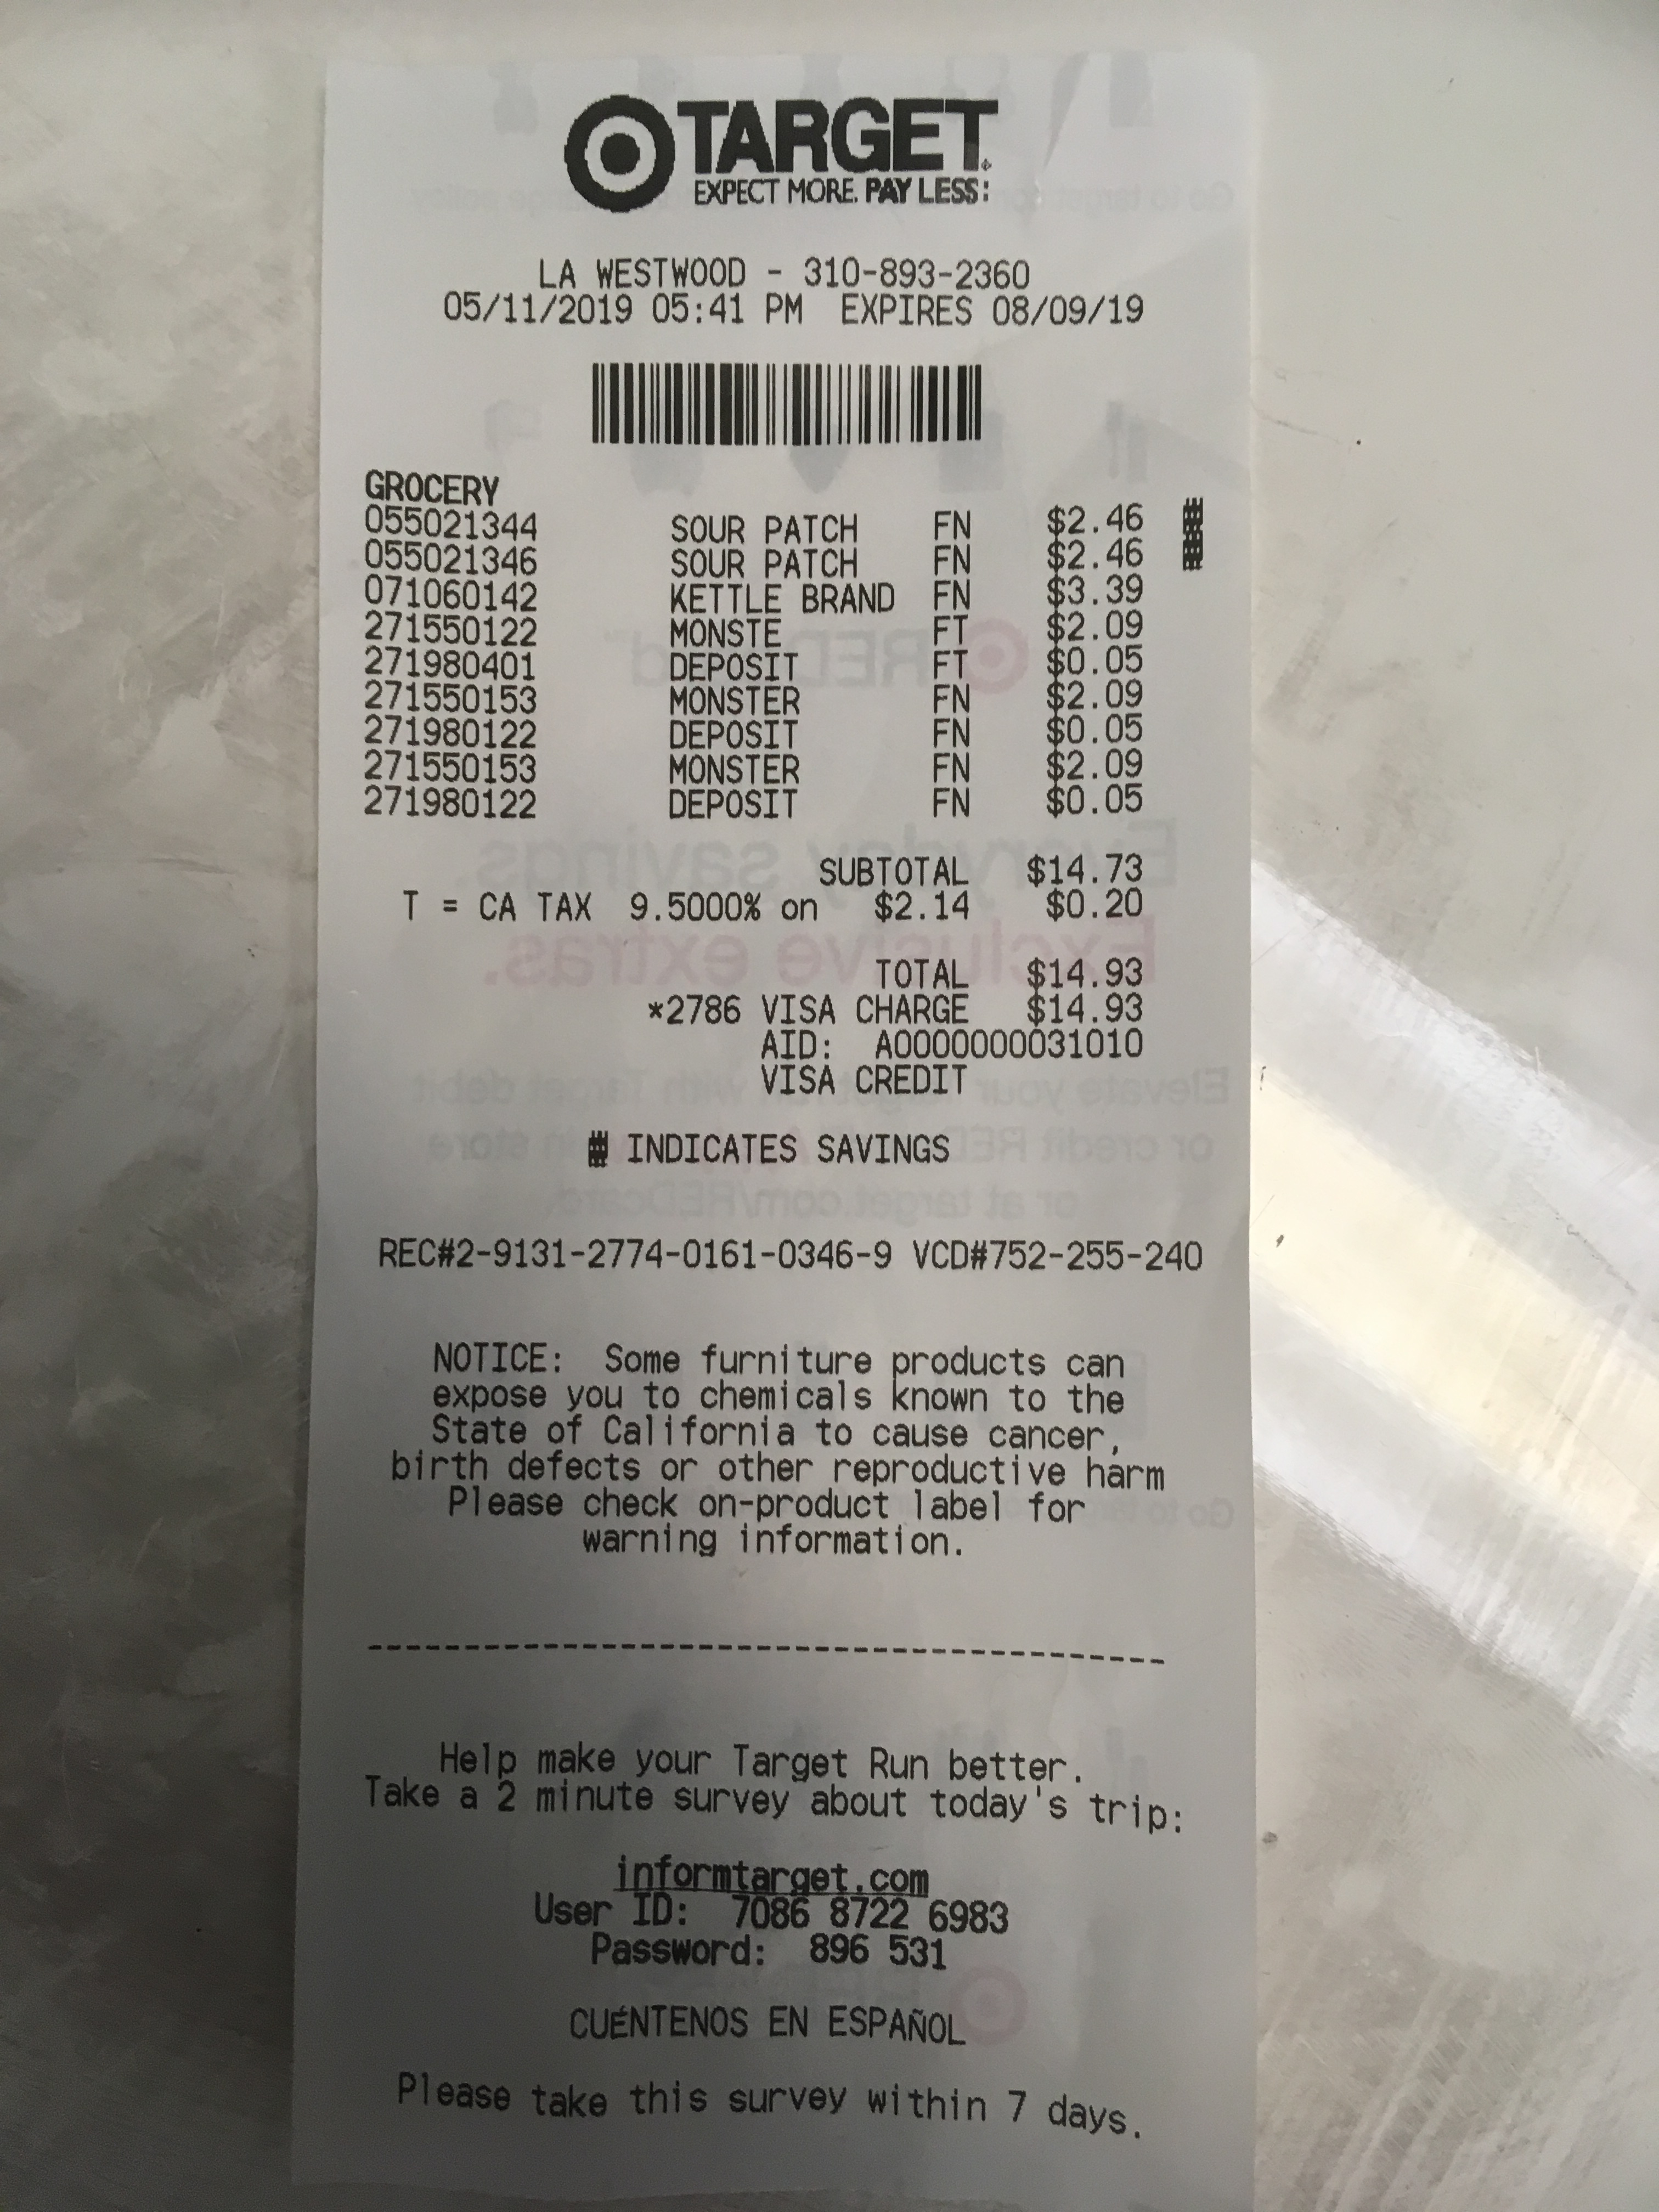 TARGET
EXPECT MORE. PAY LESS.
LA WESTWOOD - 310-893-2360
05/11/2019 05:41 PM EXPIRES 08/09/19
GROCERY
055021344 SOUR PATCH FN $2.46
055021346 SOUR PATCH FN $2.46
071060142 KETTLE BRAND FN $3.39
271550122 MONSTE FT $2.09
271980401 DEPOSIT FT $0.05
271550153 MONSTER FN $2.09
271980122 DEPOSIT FN $0.05
271550153 MONSTER FN $2.09
271980122 DEPOSIT FN $0.05
SUBTOTAL $14.73
T = CA TAX 9.5000% on $2.14 $0.20
TOTAL $14.93
*2786 VISA CHARGE $14.93
AID: A0000000031010
VISA CREDIT
INDICATES SAVINGS
REC#2-9131-2774-0161-0346-9 VCD#752-255-240
NOTICE: Some furniture products can
expose you to chemicals known to the
State of California to cause cancer,
birth defects or other reproductive harm
Please check on-product label for
warning information.
----------------------------------------
Help make your Target Run better.
Take a 2 minute survey about today's trip:
informtarget.com
User ID: 7086 8722 6983
Password: 896 531
CUÉNTENOS EN ESPAÑOL
Please take this survey within 7 days.